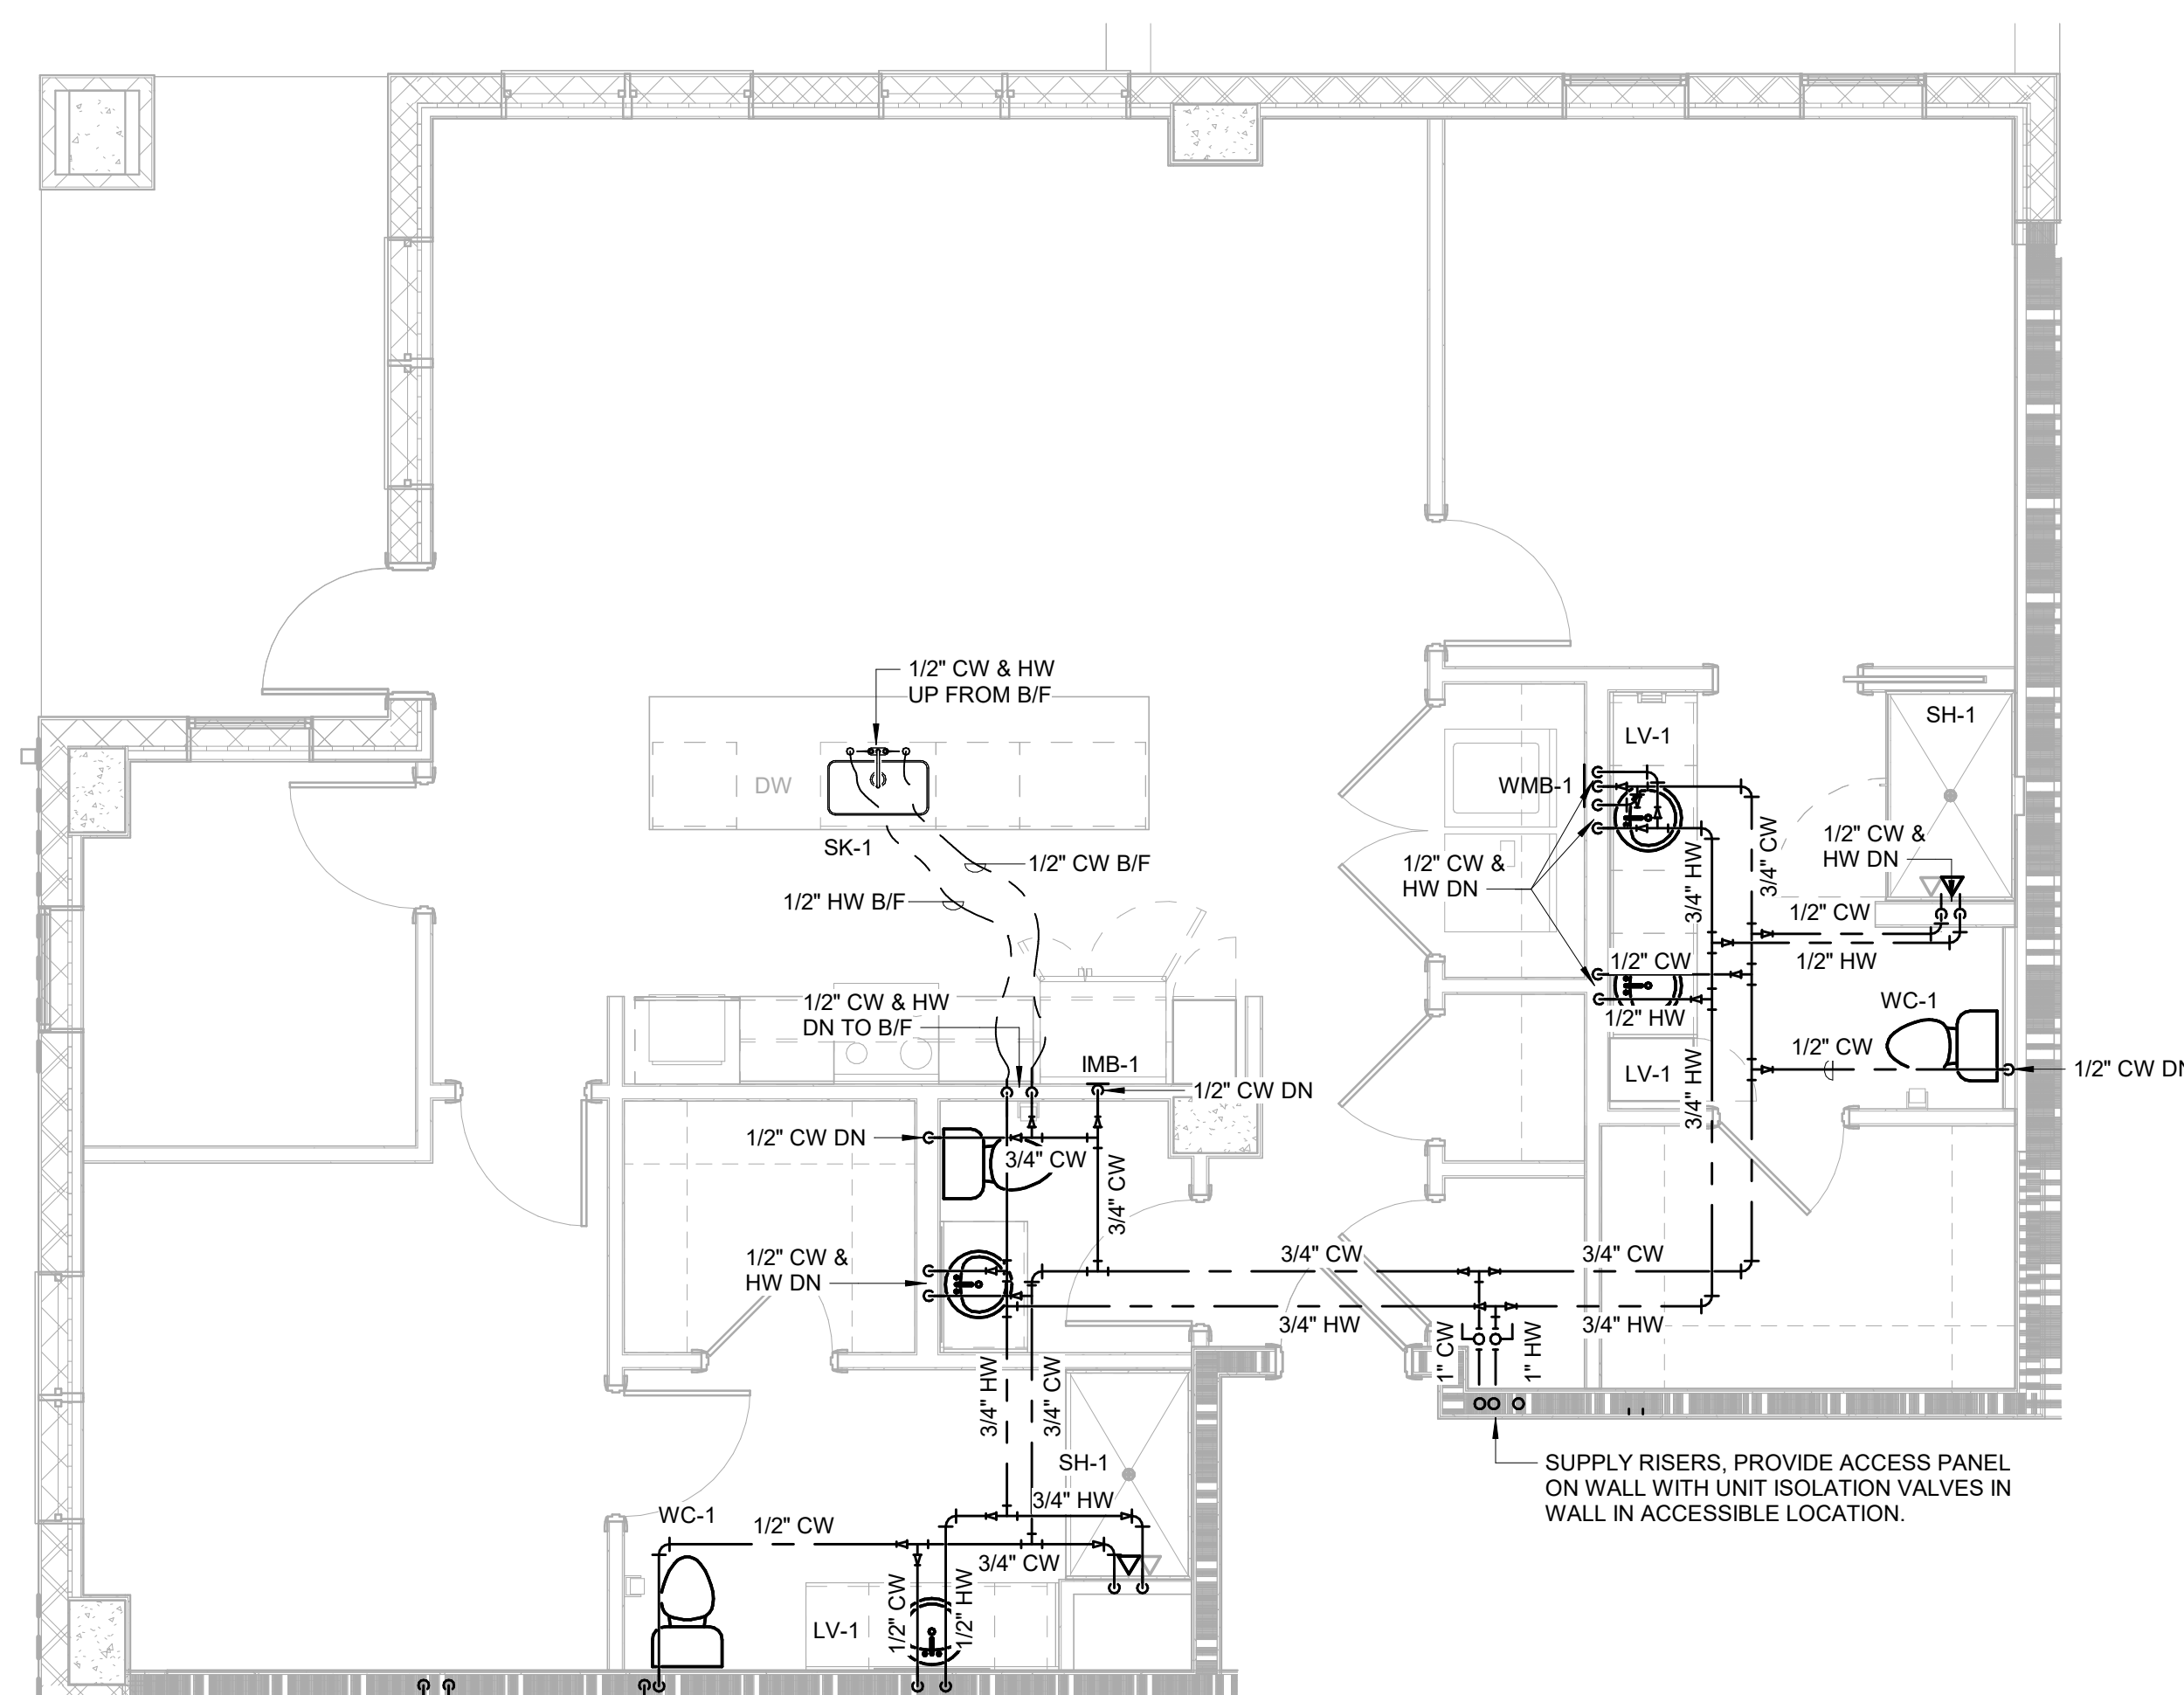 1/2" CW & HW
UP FROM B/F
SH-1
LV-1
DW
WMB-1
SK-1
1/2" CW B/F
1/2" HW B/F
1/2" CW &
HW DN
3/4" HW
3/4" CW
1/2" CW &
HW DN
1/2" CW
1/2" HW
1/2" CW
1/2" HW
WC-1
1/2" CW & HW
DN TO B/F
IMB-1
1/2" CW DN
1/2" CW
1/2" CW DN
LV-1
3/4" HW
1/2" CW DN
3/4" CW
3/4" CW
1/2" CW &
HW DN
3/4" CW
3/4" CW
3/4" HW
3/4" HW
1" CW
1" HW
3/4" HW
3/4" CW
SUPPLY RISERS, PROVIDE ACCESS PANEL
ON WALL WITH UNIT ISOLATION VALVES IN
WALL IN ACCESSIBLE LOCATION.
SH-1
3/4" HW
WC-1
1/2" CW
3/4" CW
1/2" CW
1/2" HW
LV-1